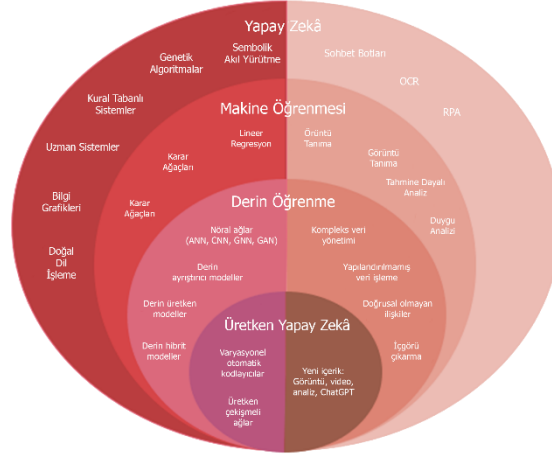 Yapay Zekâ
Sembolik
Akıl Yürütme
Genetik
Algoritmalar
Kural Tabanlı
Sistemler
Uzman Sistemler
Bilgi
Grafikleri
Doğal
Dil
İşleme
Sohbet Botları
OCR
RPA
Makine Öğrenmesi
Lineer
Regresyon
Karar
Ağaçları
Karar
Ağaçları
Örüntü
Tanıma
Görüntü
Tanıma
Tahmine Dayalı
Analiz
Duygu
Analizi
Derin Öğrenme
Nöral ağlar
(ANN, CNN, GNN, GAN)
Derin
ayrıştırıcı modeller
Derin üretken
modeller
Derin hibrit
modeller
Kompleks veri
yönetimi
Yapılandırılmamış
veri işleme
Doğrusal olmayan
ilişkiler
İçgörü
çıkarma
Üretken Yapay Zekâ
Varyasyonel
otomatik
kodlayıcılar
Üretken
çekişmeli
ağlar
Yeni içerik:
Görüntü, video,
analiz, ChatGPT